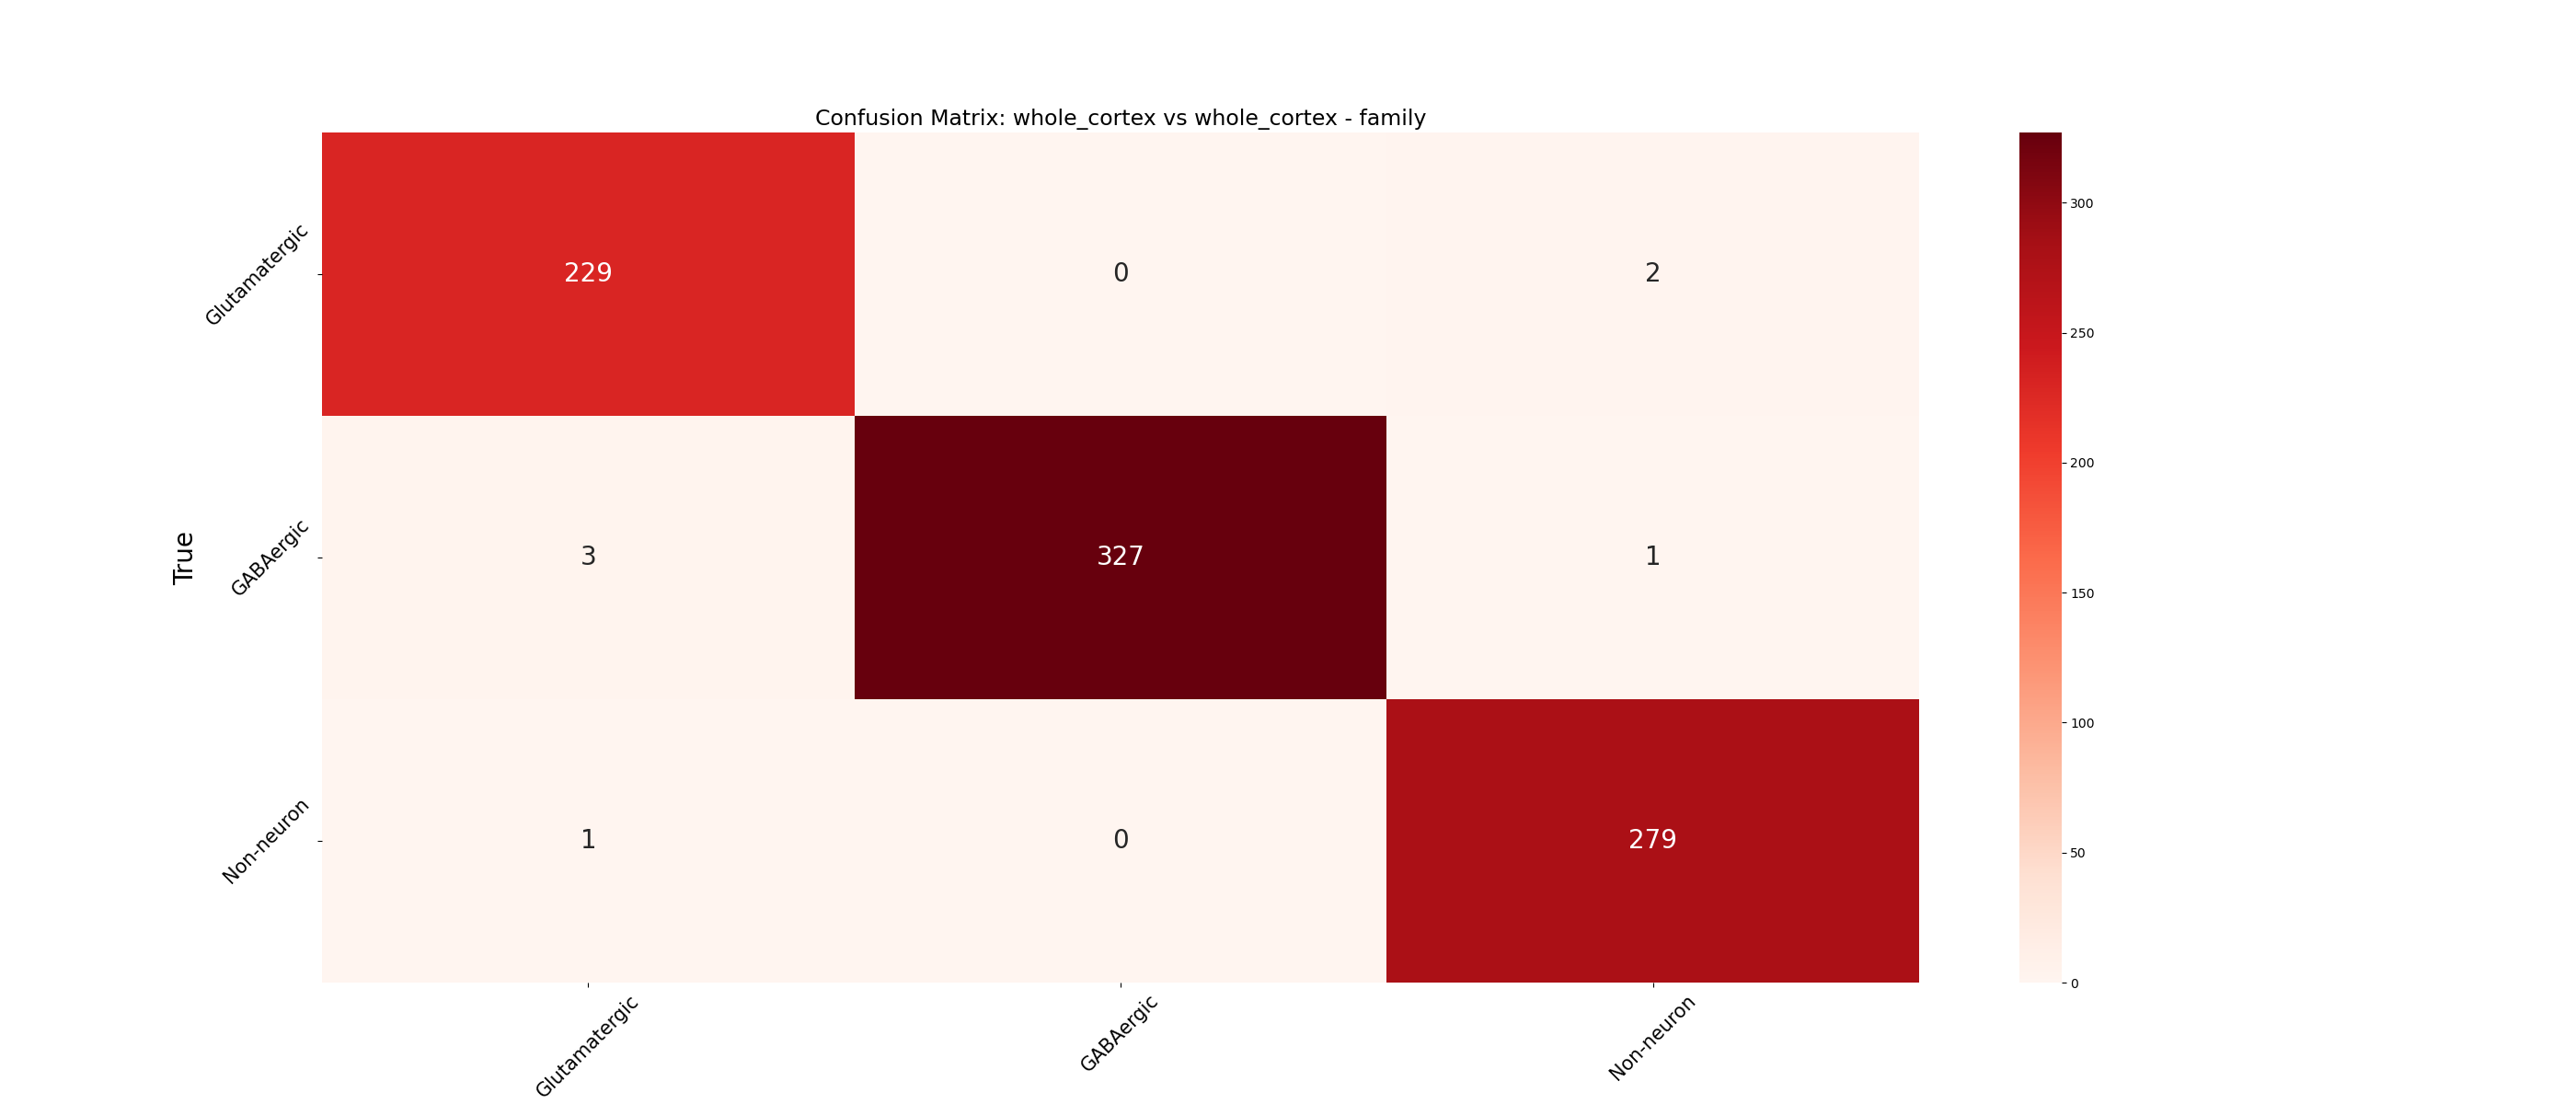 Confusion Matrix: whole_cortex vs whole_cortex - family
True
Glutamatergic
229
0
2
GABAergic
3
327
1
Non-neuron
1
0
279
Glutamatergic
GABAergic
Non-neuron
300
250
200
150
100
50
0